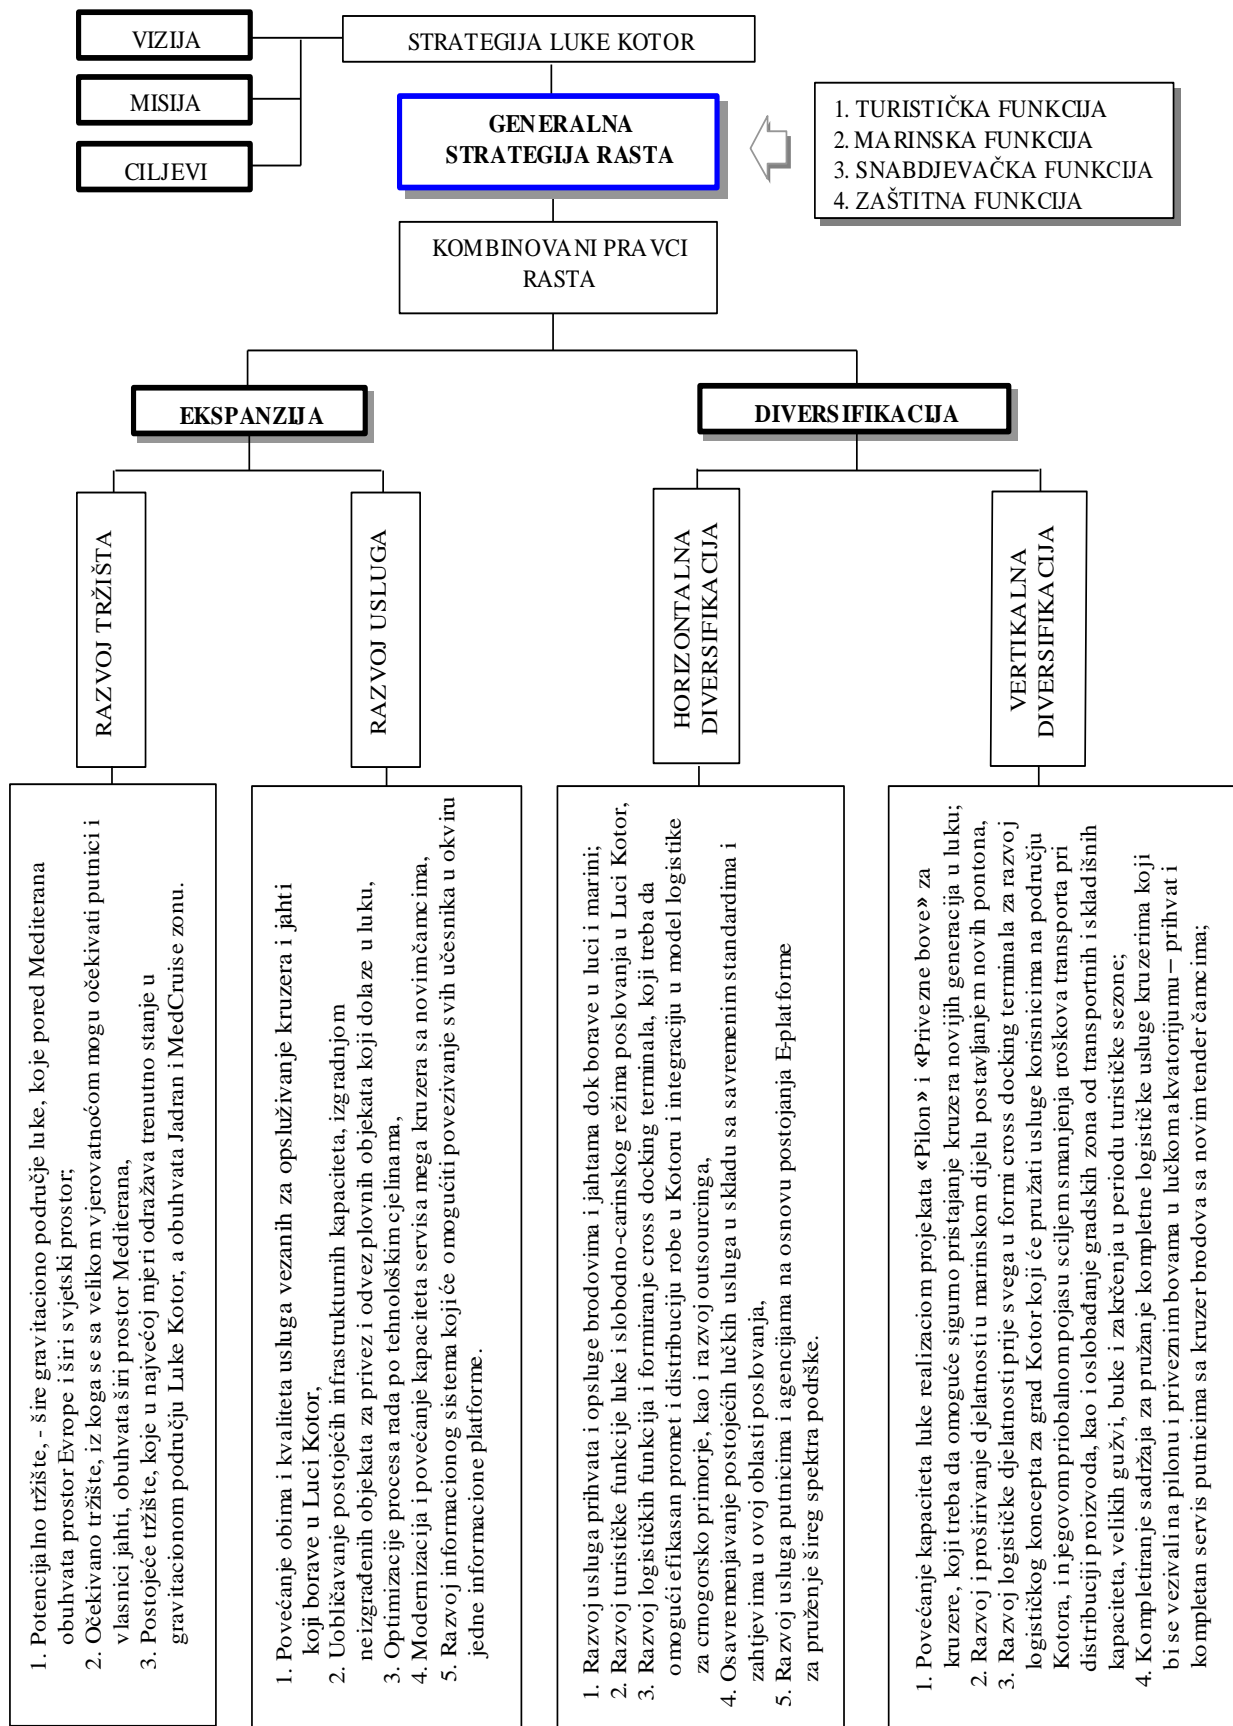 VIZIJA
STRATEGIJA LUKE KOTOR
MISIJA
CILJEVI
GENERALNA
STRATEGIJA RASTA
1. TURISTIČKA FUNKCIJA
2. MARINSKA FUNKCIJA
3. SNABDJEVAČKA FUNKCIJA
4. ZAŠTITNA FUNKCIJA
KOMBINOVANI PRAVCI
RASTA
EKSPANZIJA
DIVERSIFIKACIJA
RAZVOJ TRŽIŠTA
RAZVOJ USLUGA
HORIZONTALNA
DIVERSIFIKACIJA
VERTIKALNA
DIVERSIFIKACIJA
1. Potencijalno tržište, - šire gravitaciono područje luke, koje pored Mediterana
obuhvata prostor Evrope i širi svjetski prostor;
2. Očekivano tržište, iz koga se sa velikom vjerovatnoćom mogu očekivati putnici i
vlasnici jahti, obuhvata širi prostor Mediterana,
3. Postojeće tržište, koje u najvećoj mjeri odražava trenutno stanje u
gravitacionom području Luke Kotor, a obuhvata Jadran i MedCruise zonu.
1. Povećanje obima i kvaliteta usluga vezanih za opsluživanje kruzera i jahti
koji borave u Luci Kotor,
2. Uobličavanje postojećih infrastrukturnih kapaciteta, izgradnjom
neizgrađenih objekata za privez i odvez plovnih objekata koji dolaze u luku,
3. Optimizacije procesa rada po tehnološkim cjelinama,
4. Modernizacija i povećanje kapaciteta servisa mega kruzera sa novim čamcima,
5. Razvoj informacionog sistema koji će omogućiti povezivanje svih učesnika u okviru
jedne informacione platforme.
1. Razvoj usluga prihvata i opsluge brodovima i jahtama dok borave u luci i marini;
2. Razvoj turističke funkcije luke i slobodno-carinskog režima poslovanja u Luci Kotor,
3. Razvoj logističkih funkcija i formiranje cross docking terminala, koji treba da
omogući efikasan promet i distribuciju robe u Kotoru i integraciju u model logistike
za crnogorsko primorje, kao i razvoj outsourcinga,
4. Osavremenjavanje postojećih lučkih usluga u skladu sa savremenim standardima i
zahtjevima u ovoj oblasti poslovanja,
5. Razvoj usluga putnicima i agencijama na osnovu postojanja E-platforme
za pruženje šireg spektra podrške.
1. Povećanje kapaciteta luke realizaciom projekata «Pilon» i «Privezne bove» za
kruzere, koji treba da omoguće sigurno pristajanje kruzera novijih generacija u luku;
2. Razvoj i proširivanje djelatnosti u marinskom dijelu postavljanjem novih pontona,
3. Razvoj logističke djelatnosti prije svega u formi cross docking terminala za razvoj
logističkog koncepta za grad Kotor koji će pružati usluge korisnicima na području
Kotora, i njegovom priobalnom pojasu s ciljem smanjenja troškova transporta pri
distribuciji proizvoda, kao i oslobađanje gradskih zona od transportnih i skladišnih
kapaciteta, velikih gužvi, buke i zakrčenja u periodu turističke sezone;
4. Kompletiranje sadržaja za pružanje kompletne logističke usluge kruzerima koji
bi se vezivali na pilonu i priveznim bovama u lučkom akvatorijumu – prihvat i
kompletan servis putnicima sa kruzer brodova sa novim tender čamcima;